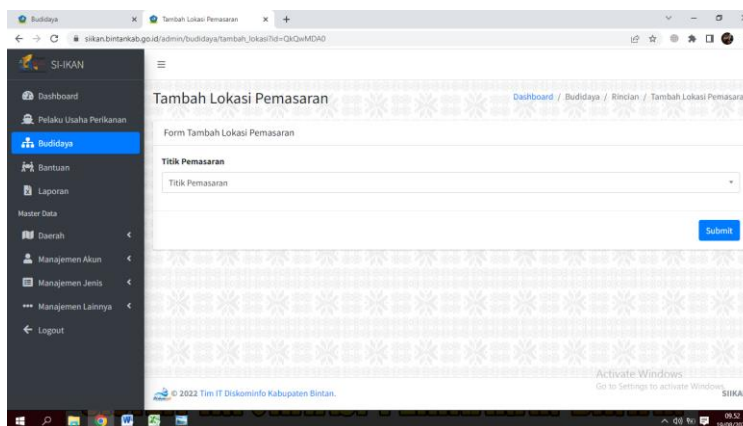 Budidaya
Tambah Lokasi Pemasaran
siikan.bintankab.go.id/admin/budidaya/tambah_lokasi?id=QkQwMDA0
SI-IKAN
Dashboard
Pelaku Usaha Perikanan
Budidaya
Bantuan
Laporan
Master Data
Daerah
Manajemen Akun
Manajemen Jenis
Manajemen Lainnya
Logout
Tambah Lokasi Pemasaran
Dashboard / Budidaya / Rincian / Tambah Lokasi Pemasara
Form Tambah Lokasi Pemasaran
Titik Pemasaran
Titik Pemasaran
Submit
Activate Windows
Go to Settings to activate Windows.
© 2022 Tim IT Diskominfo Kabupaten Bintan.
SIIKA
09.52